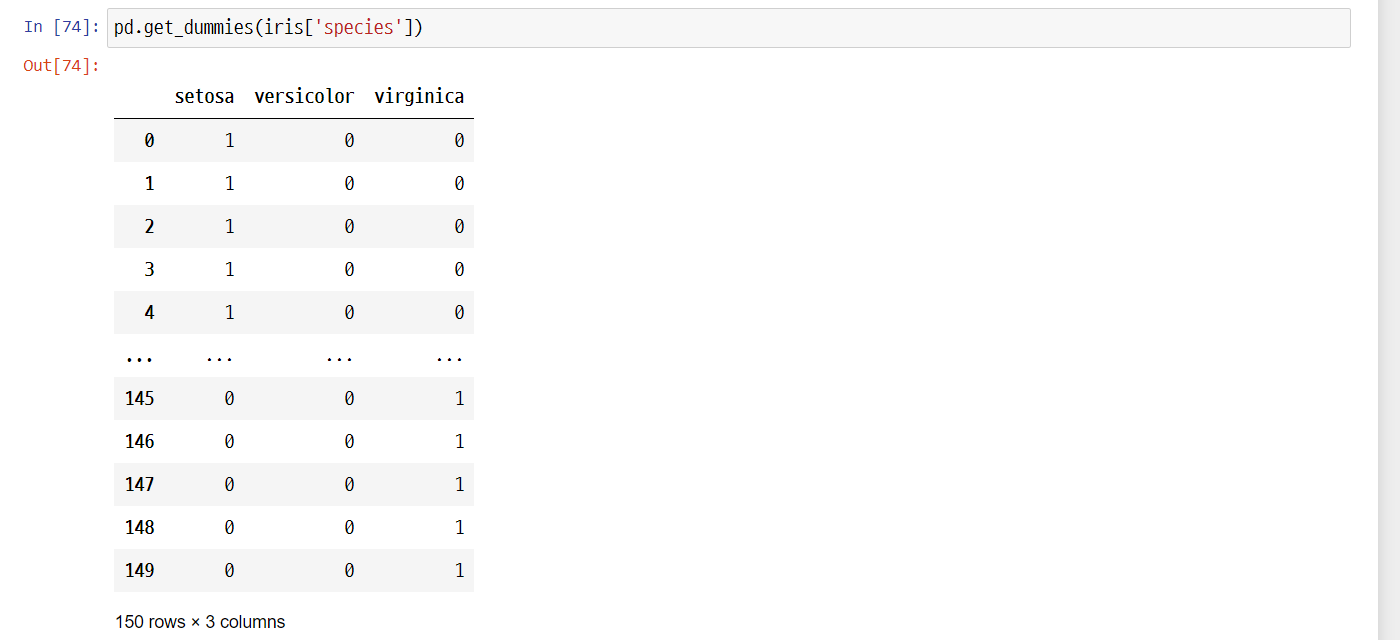 In [74]: pd.get_dummies(iris['species'])
Out[74]:
setosa versicolor virginica
0 1 0 0
1 1 0 0
2 1 0 0
3 1 0 0
4 1 0 0
... ... ... ...
145 0 0 1
146 0 0 1
147 0 0 1
148 0 0 1
149 0 0 1
150 rows × 3 columns